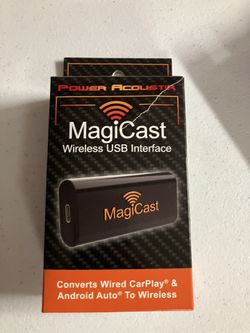 POWER ACOUSTIK
MagiCast
Wireless USB Interface
MagiCast
Converts Wired CarPlay® &
Android Auto® To Wireless